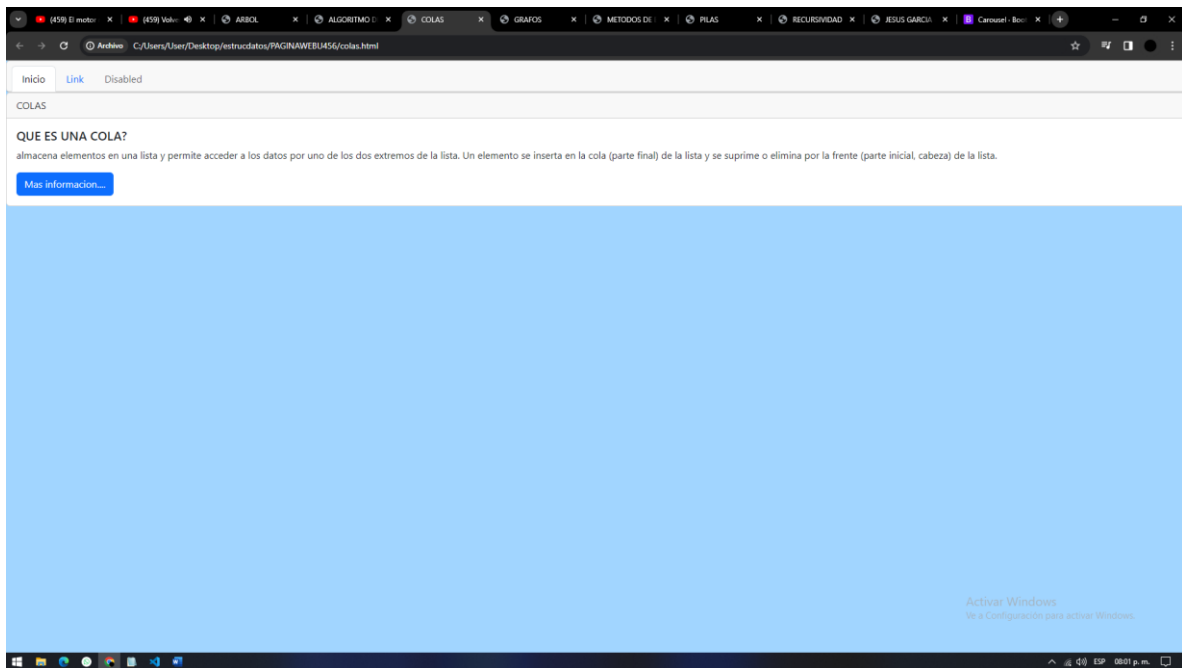 (459) El motor
(459) Volve
ARBOL
ALGORITMO D
COLAS
GRAFOS
METODOS DE
PILAS
RECURSIVIDAD
JESUS GARCIA
Carousel · Boo
Archivo C:/Users/User/Desktop/estrucdatos/PAGINAWEBU456/colas.html
Inicio Link Disabled
COLAS
QUE ES UNA COLA?
almacena elementos en una lista y permite acceder a los datos por uno de los dos extremos de la lista. Un elemento se inserta en la cola (parte final) de la lista y se suprime o elimina por la frente (parte inicial, cabeza) de la lista.
Mas informacion....
Activar Windows
Ve a Configuración para activar Windows.
ESP 08:01 p. m.